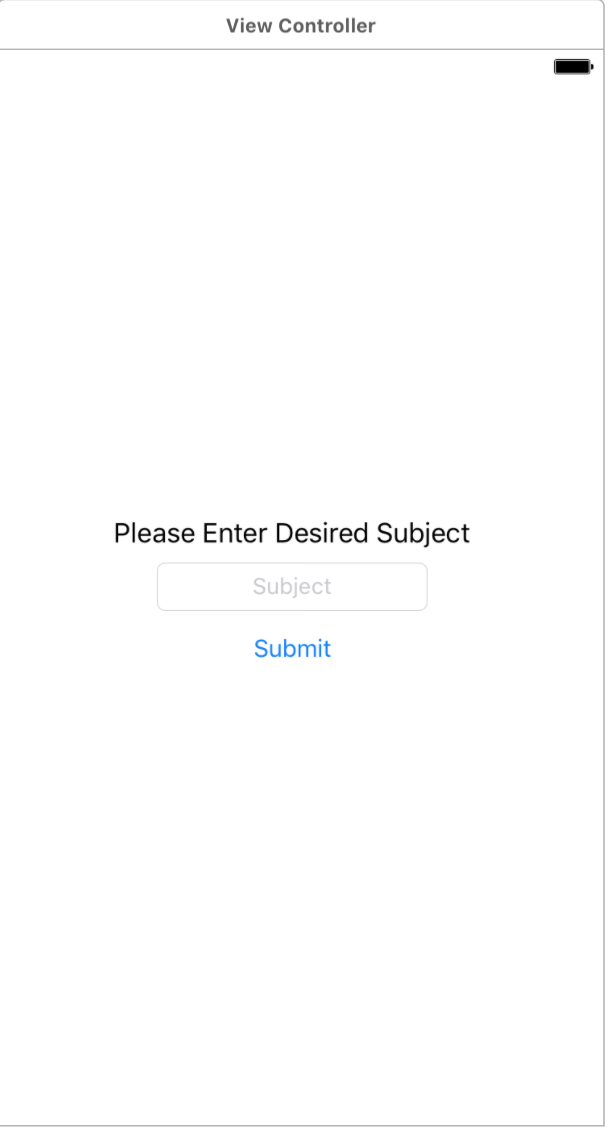 View Controller
Please Enter Desired Subject
Subject
Submit